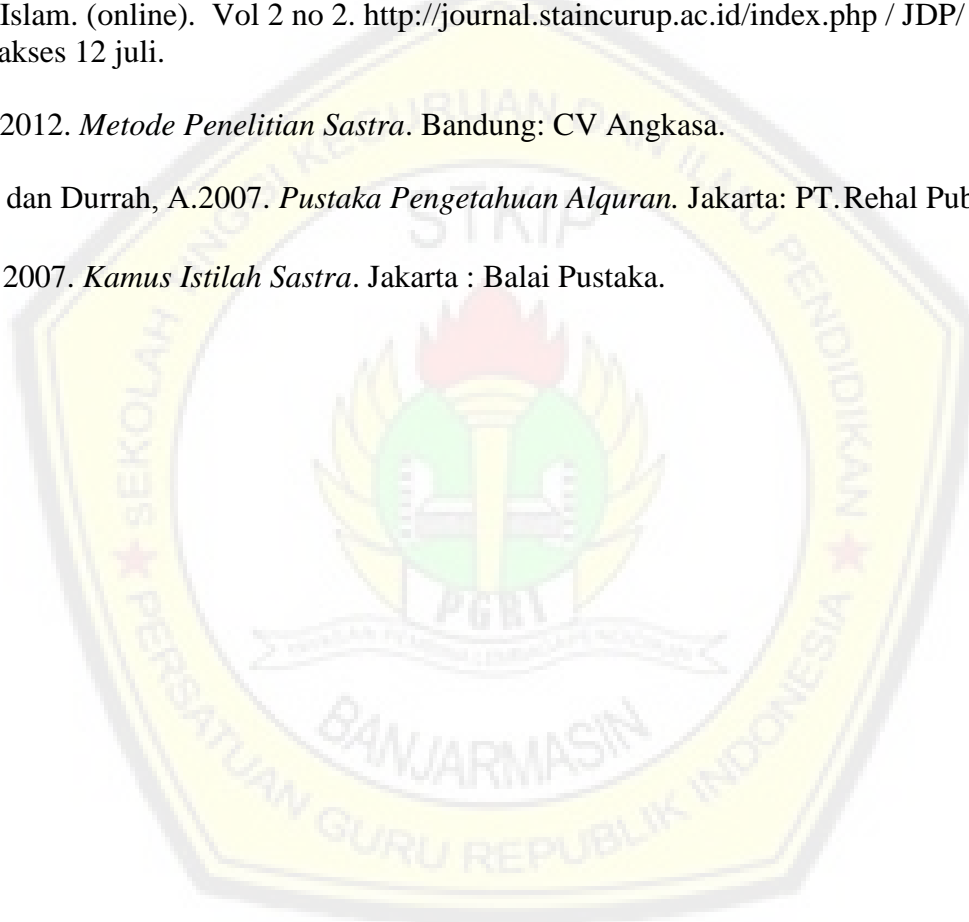 Islam. (online). Vol 2 no 2. http://journal.staincurup.ac.id/index.php / JDP/
akses 12 juli.
2012. Metode Penelitian Sastra. Bandung: CV Angkasa.
dan Durrah, A.2007. Pustaka Pengetahuan Alquran. Jakarta: PT.Rehal Pub
2007. Kamus Istilah Sastra. Jakarta : Balai Pustaka.
SEKOLAH TINGGI KEGURUAN DAN ILMU PENDIDIKAN
STKIP
PGRI
BANJARMASIN
PERSATUAN GURU REPUBLIK INDONESIA